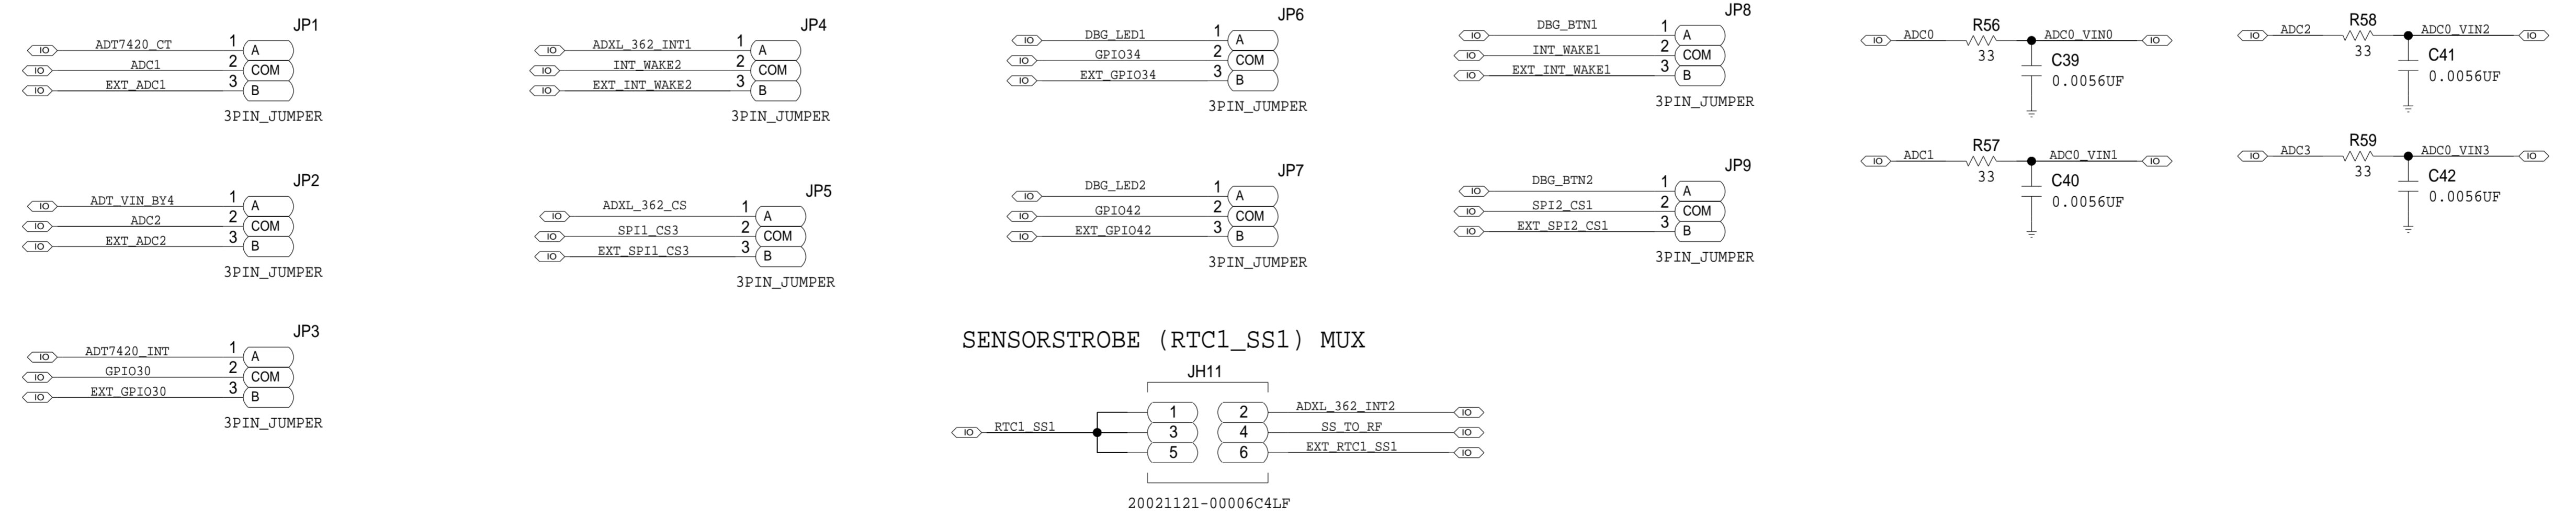 JP1
IO ADT7420_CT 1 A
IO ADC1 2 COM
IO EXT_ADC1 3 B
3PIN_JUMPER
JP2
IO ADT_VIN_BY4 1 A
IO ADC2 2 COM
IO EXT_ADC2 3 B
3PIN_JUMPER
JP3
IO ADT7420_INT 1 A
IO GPIO30 2 COM
IO EXT_GPIO30 3 B
3PIN_JUMPER
JP4
IO ADXL_362_INT1 1 A
IO INT_WAKE2 2 COM
IO EXT_INT_WAKE2 3 B
3PIN_JUMPER
JP5
IO ADXL_362_CS 1 A
IO SPI1_CS3 2 COM
IO EXT_SPI1_CS3 3 B
3PIN_JUMPER
JP6
IO DBG_LED1 1 A
IO GPIO34 2 COM
IO EXT_GPIO34 3 B
3PIN_JUMPER
JP7
IO DBG_LED2 1 A
IO GPIO42 2 COM
IO EXT_GPIO42 3 B
3PIN_JUMPER
JP8
IO DBG_BTN1 1 A
IO INT_WAKE1 2 COM
IO EXT_INT_WAKE1 3 B
3PIN_JUMPER
JP9
IO DBG_BTN2 1 A
IO SPI2_CS1 2 COM
IO EXT_SPI2_CS1 3 B
3PIN_JUMPER
R56
IO ADC0 33 ADC0_VIN0 IO
C39
0.0056UF
R57
IO ADC1 33 ADC0_VIN1 IO
C40
0.0056UF
R58
IO ADC2 33 ADC0_VIN2 IO
C41
0.0056UF
R59
IO ADC3 33 ADC0_VIN3 IO
C42
0.0056UF
SENSORSTROBE (RTC1_SS1) MUX
JH11
1 2 ADXL_362_INT2 IO
IO RTC1_SS1 3 4 SS_TO_RF IO
5 6 EXT_RTC1_SS1 IO
20021121-00006C4LF